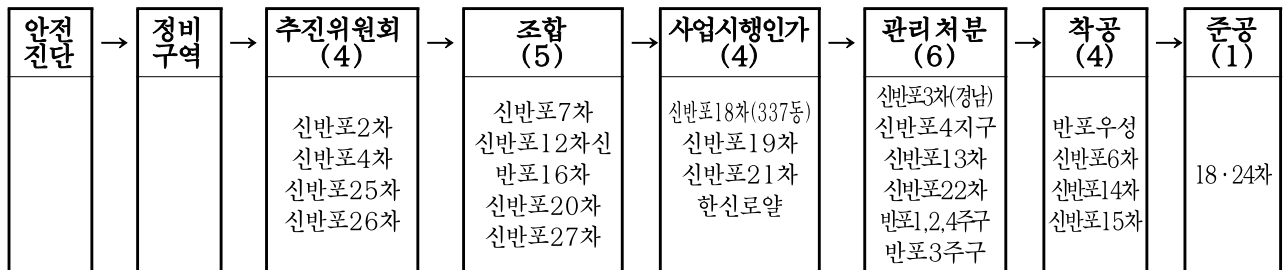 안전
진단
→
정비
구역
→
추진위원회
(4)
→
조합
(5)
→
사업시행인가
(4)
→
관리처분
(6)
→
착공
(4)
→
준공
(1)
신반포2차
신반포4차
신반포25차
신반포26차
신반포7차
신반포12차신
반포16차
신반포20차
신반포27차
신반포18차(337동)
신반포19차
신반포21차
한신로얄
신반포3차(경남)
신반포4지구
신반포13차
신반포22차
반포1,2,4주구
반포3주구
반포우성
신반포6차
신반포14차
신반포15차
18·24차